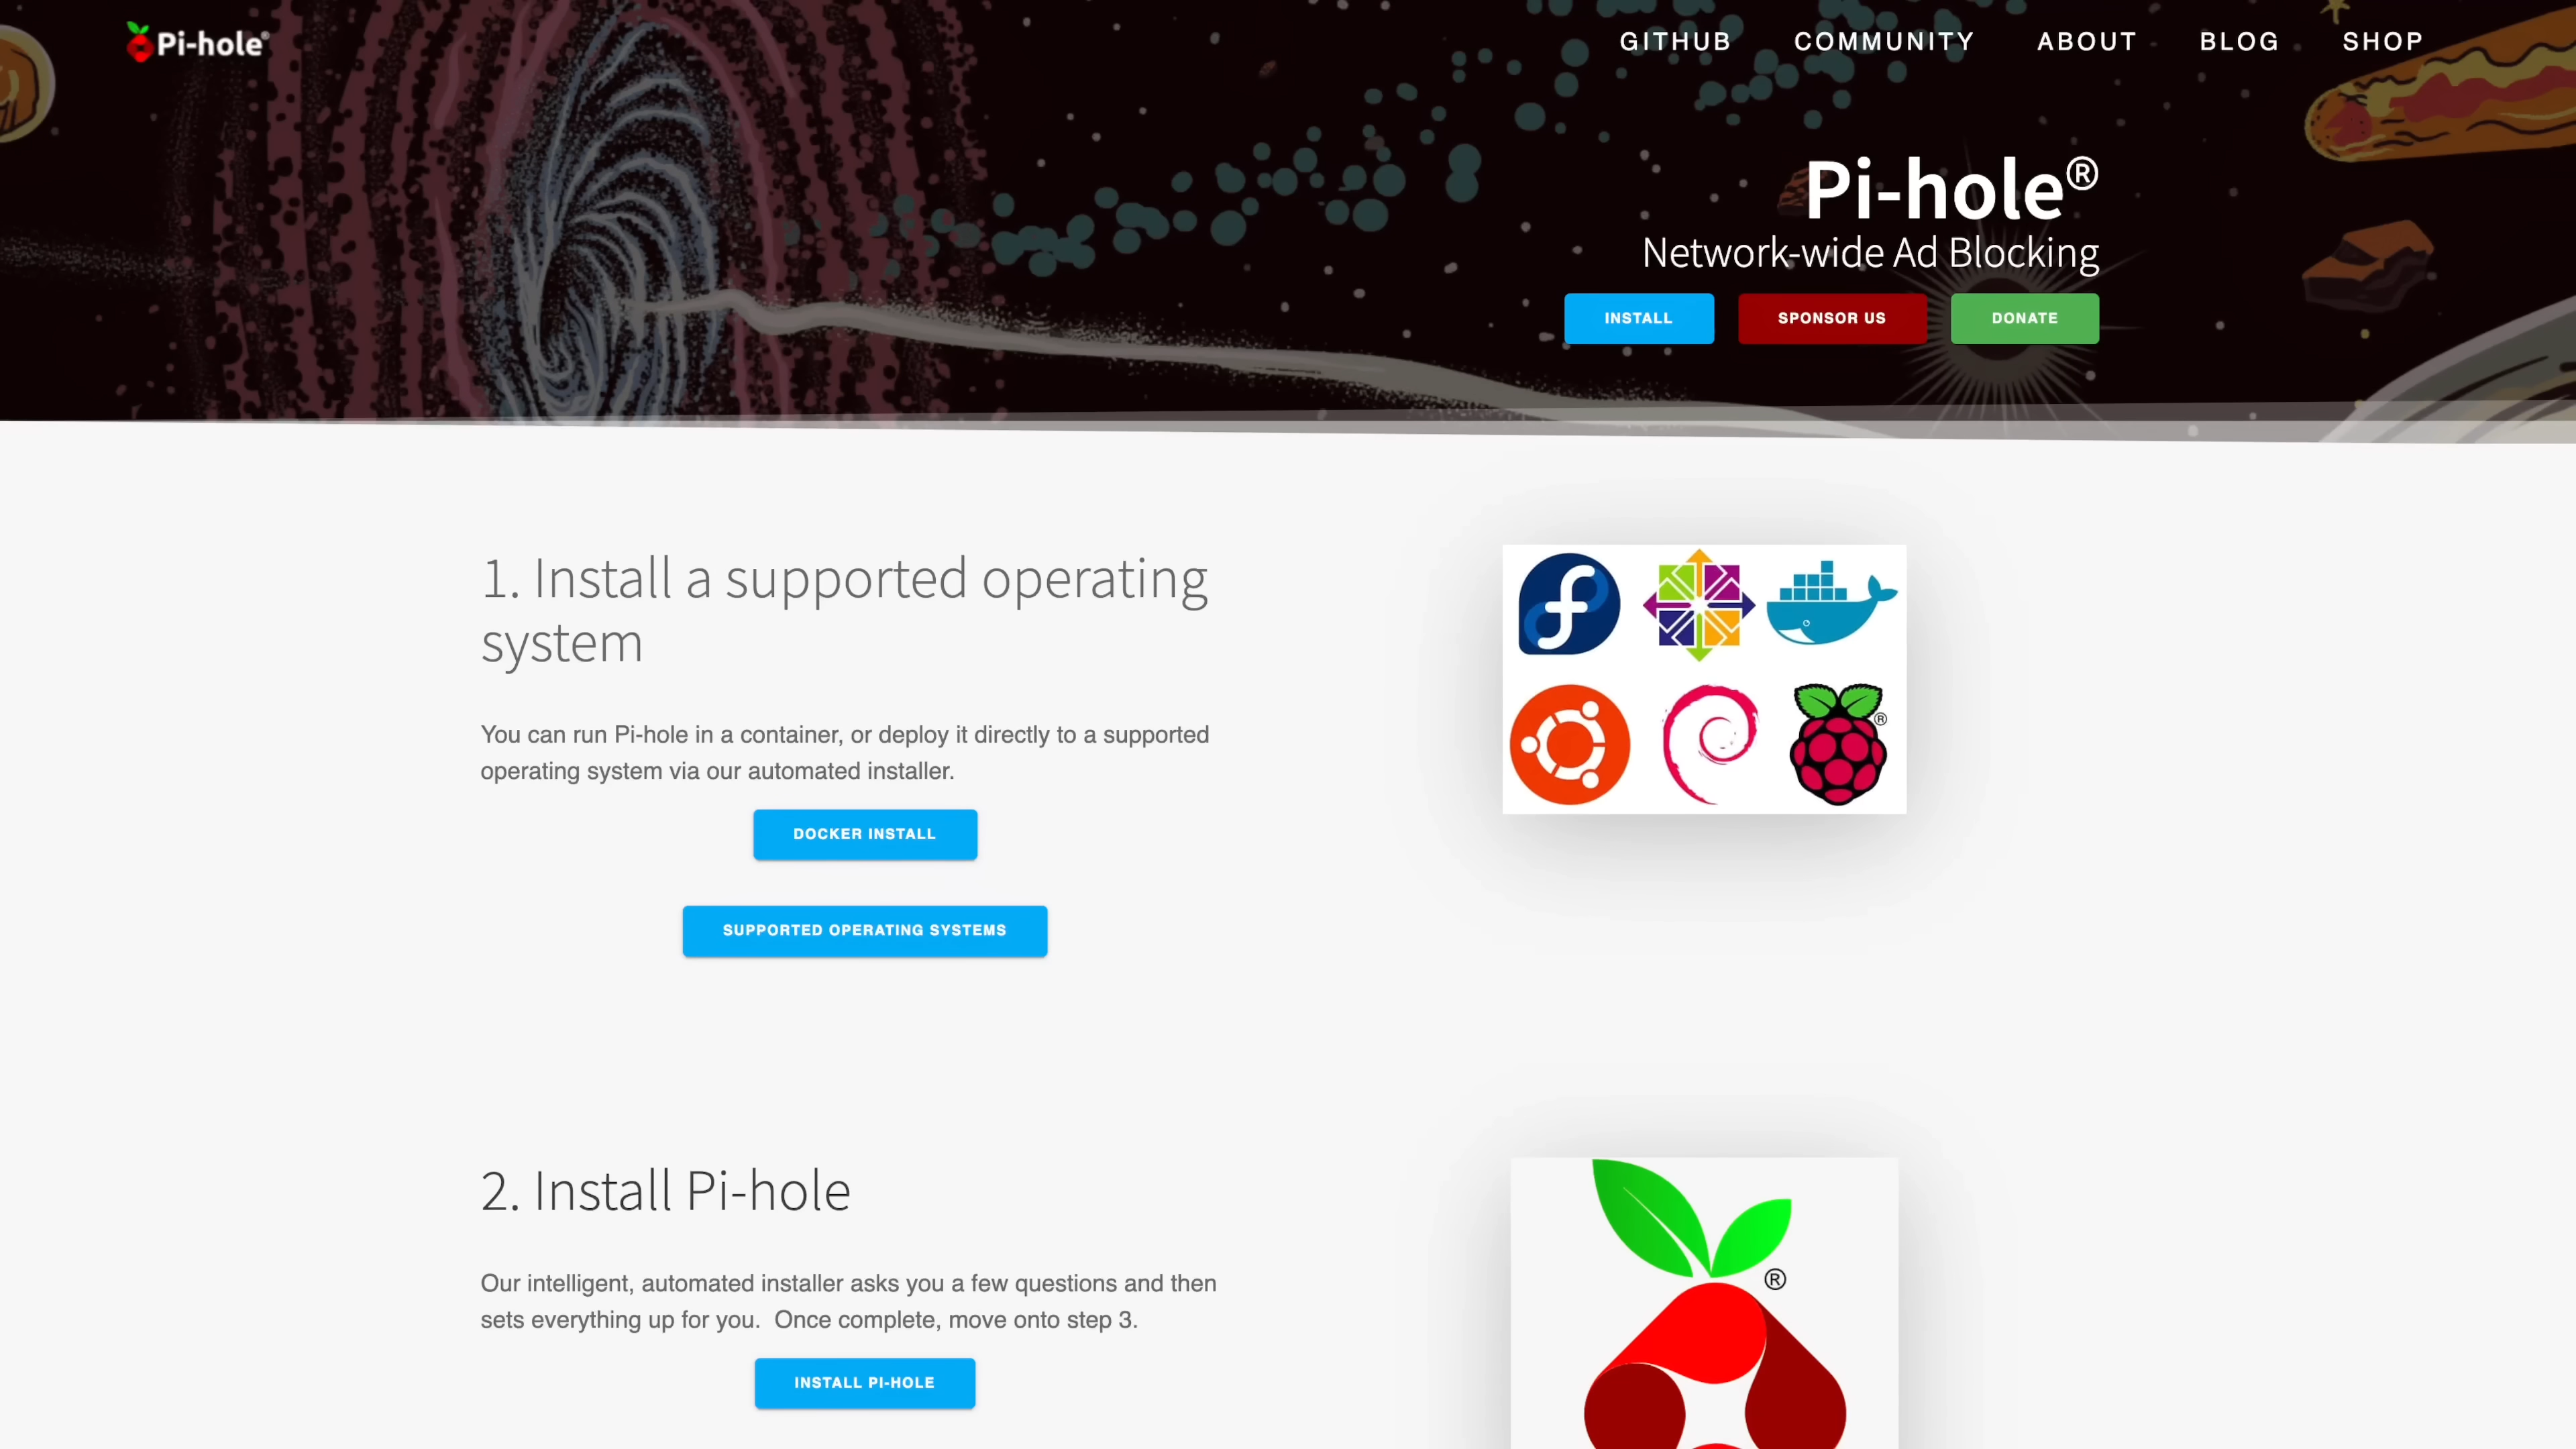 Pi-hole®
GITHUB COMMUNITY ABOUT BLOG SHOP
Pi-hole®
Network-wide Ad Blocking
INSTALL SPONSOR US DONATE
1. Install a supported operating
system
You can run Pi-hole in a container, or deploy it directly to a supported
operating system via our automated installer.
DOCKER INSTALL
SUPPORTED OPERATING SYSTEMS
®
2. Install Pi-hole
Our intelligent, automated installer asks you a few questions and then
sets everything up for you.  Once complete, move onto step 3.
INSTALL PI-HOLE
®